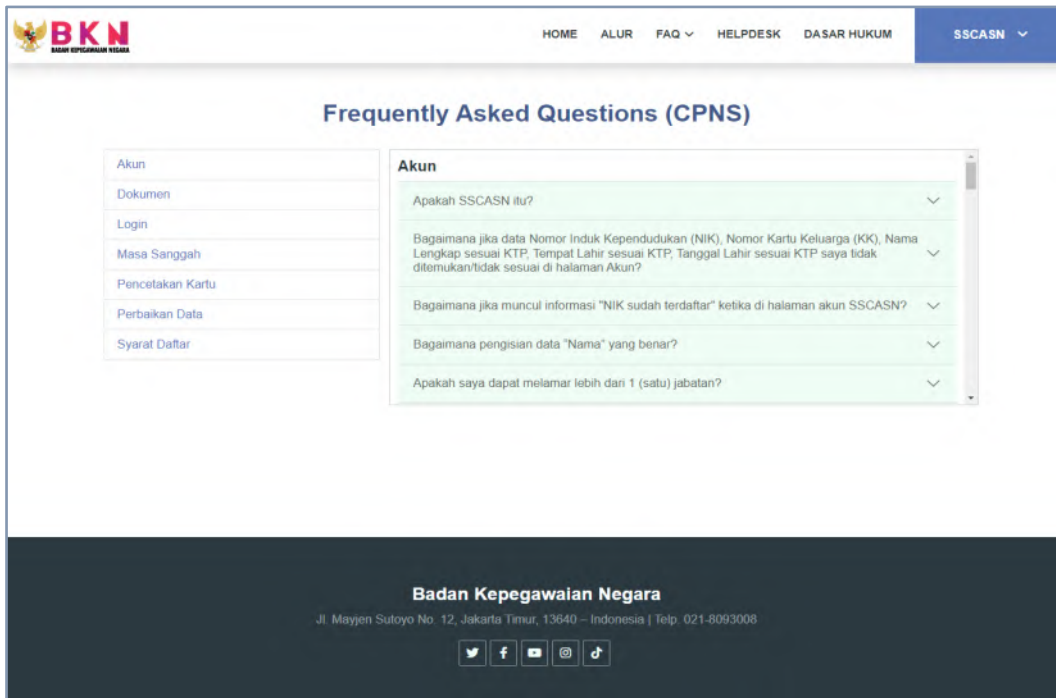 BKN
BADAN KEPEGAWAIAN NEGARA
HOME ALUR FAQ HELPDESK DASAR HUKUM SSCASN
Frequently Asked Questions (CPNS)
Akun
Dokumen
Login
Masa Sanggah
Pencetakan Kartu
Perbaikan Data
Syarat Daftar
Akun
Apakah SSCASN itu?
Bagaimana jika data Nomor Induk Kependudukan (NIK), Nomor Kartu Keluarga (KK), Nama
Lengkap sesuai KTP, Tempat Lahir sesuai KTP, Tanggal Lahir sesuai KTP saya tidak
ditemukan/tidak sesuai di halaman Akun?
Bagaimana jika muncul informasi "NIK sudah terdaftar" ketika di halaman akun SSCASN?
Bagaimana pengisian data "Nama" yang benar?
Apakah saya dapat melamar lebih dari 1 (satu) jabatan?
Badan Kepegawaian Negara
Jl. Mayjen Sutoyo No. 12, Jakarta Timur, 13640 – Indonesia | Telp. 021-8093008